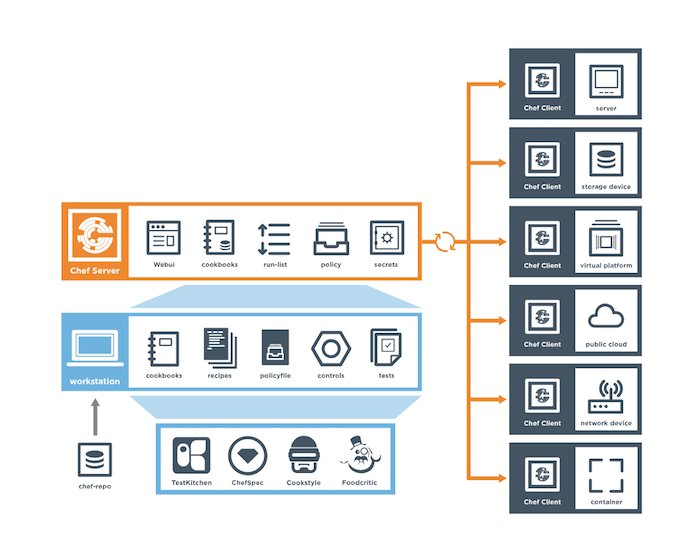 Chef Server
Webui
cookbooks
run-list
policy
secrets
workstation
cookbooks
recipes
policyfile
controls
tests
chef-repo
TestKitchen
ChefSpec
Cookstyle
Foodcritic
Chef Client
server
Chef Client
storage device
Chef Client
virtual platform
Chef Client
public cloud
Chef Client
network device
Chef Client
container